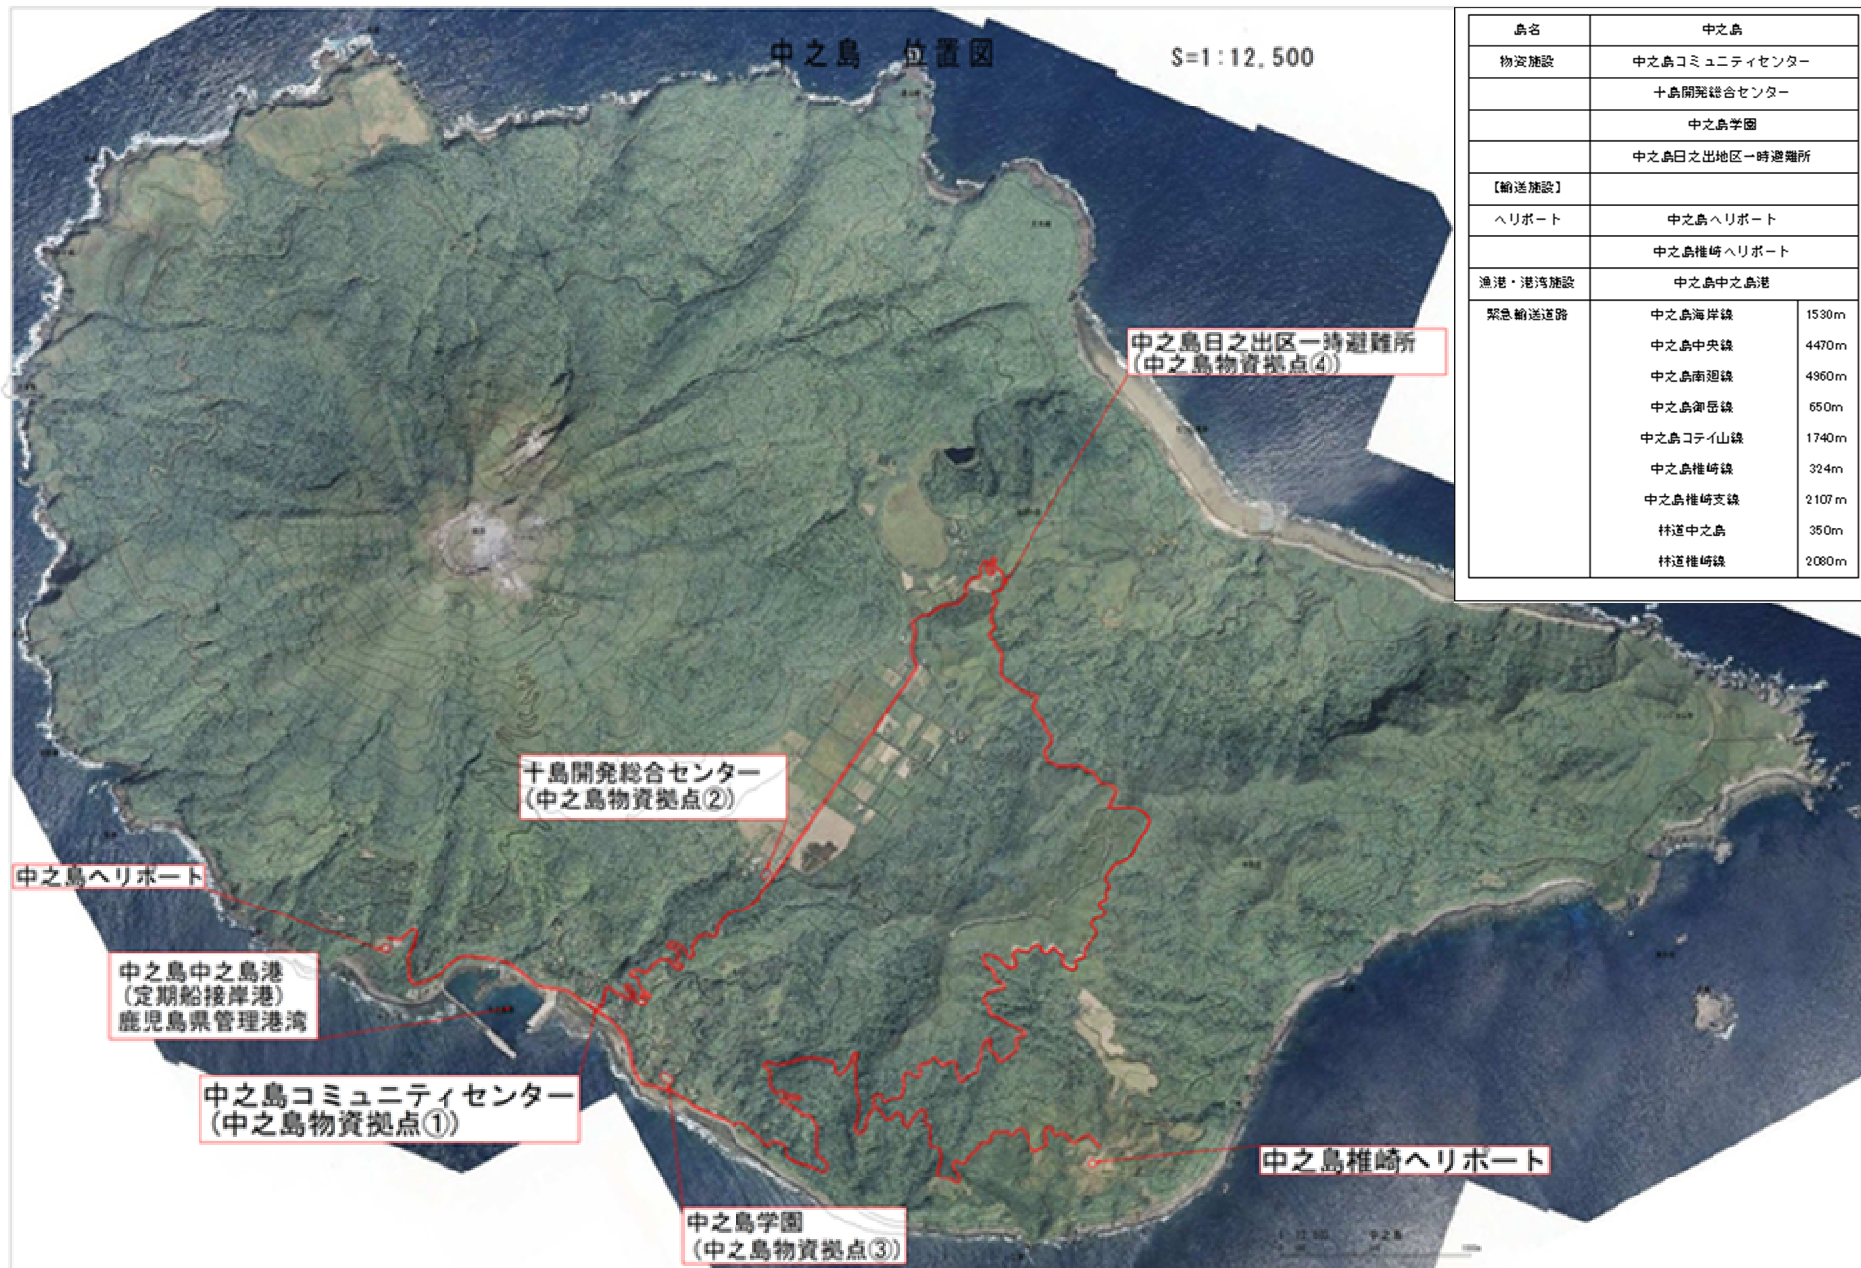 中之島 位置図
S=1:12,500
島名 中之島
物資施設 中之島コミュニティセンター
十島開発総合センター
中之島学園
中之島日之出地区一時避難所
【輸送施設】
ヘリポート 中之島ヘリポート
中之島椎崎ヘリポート
漁港・港湾施設 中之島中之島港
緊急輸送道路 中之島海岸線 1530m
中之島中央線 4470m
中之島南廻線 4960m
中之島御岳線 650m
中之島コテイ山線 1740m
中之島椎崎線 324m
中之島椎崎支線 2107m
林道中之島 350m
林道椎崎線 2080m
中之島日之出区一時避難所
(中之島物資拠点④)
十島開発総合センター
(中之島物資拠点②)
中之島ヘリポート
中之島中之島港
(定期船接岸港)
鹿児島県管理港湾
中之島コミュニティセンター
(中之島物資拠点①)
中之島椎崎ヘリポート
中之島学園
(中之島物資拠点③)